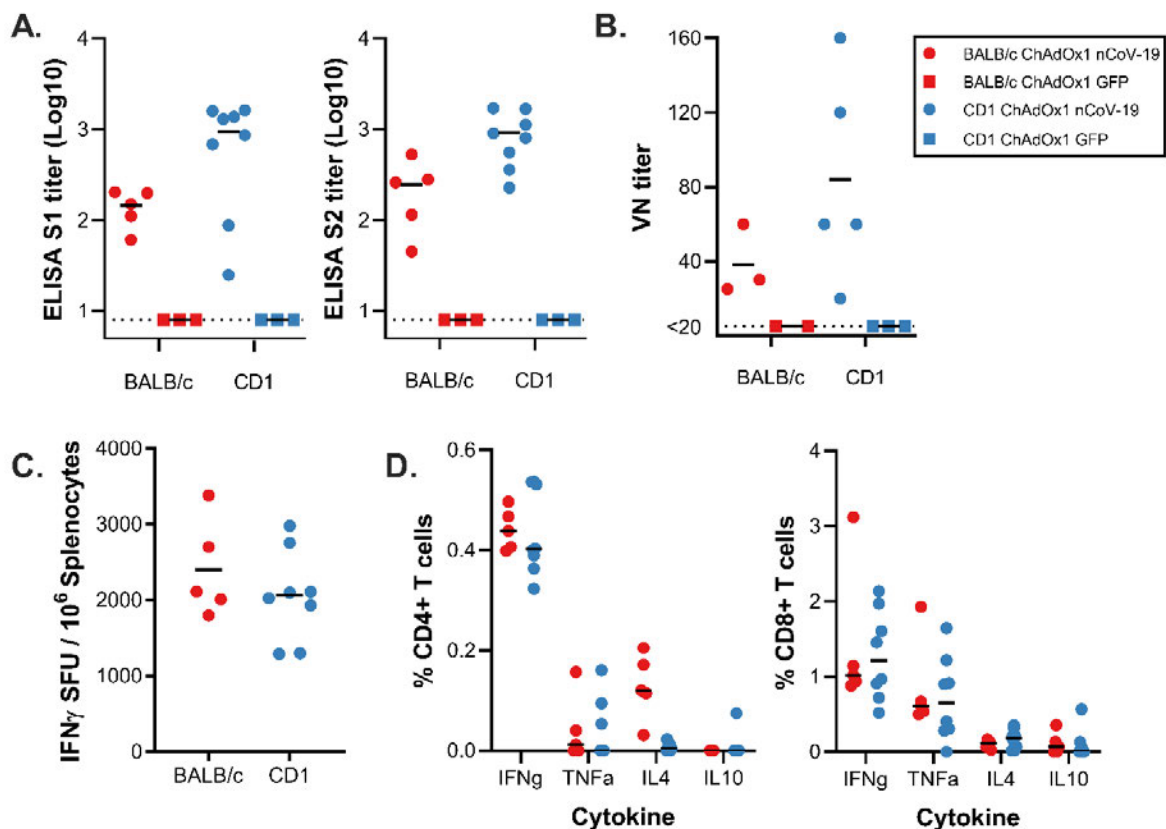 A.
ELISA S1 titer (Log10)
4
3
2
1
BALB/c CD1
ELISA S2 titer (Log10)
4
3
2
1
BALB/c CD1
B.
VN titer
160
120
80
40
<20
BALB/c CD1
BALB/c ChAdOx1 nCoV-19
BALB/c ChAdOx1 GFP
CD1 ChAdOx1 nCoV-19
CD1 ChAdOx1 GFP
C.
IFNγ SFU / 10⁶ Splenocytes
4000
3000
2000
1000
0
BALB/c CD1
D.
% CD4+ T cells
0.6
0.4
0.2
0.0
IFNg TNFa IL4 IL10
Cytokine
% CD8+ T cells
4
3
2
1
0
IFNg TNFa IL4 IL10
Cytokine